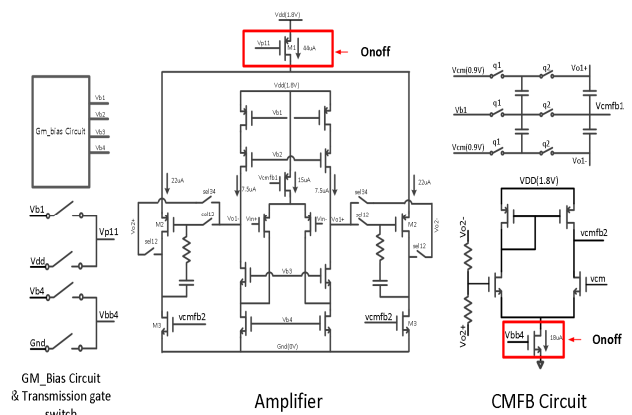 Vdd(1.8V)
Vp11
M1
44uA
Onoff
Vdd(1.8V)
Vb1
Vb2
Vb3
Vb4
Gm_bias Circuit
Vb1
Vb2
22uA
7.5uA
Vcmfb1
15uA
7.5uA
22uA
sel34
sel34
sel12
sel12
M2
M2
Vo2+
Vo1-
Vin+
Vin-
Vo1+
Vo2-
sel12
sel12
Vb3
Vb4
M3
vcmfb2
vcmfb2
M3
Gnd(0V)
Vb1
Vp11
Vdd
Vb4
Vbb4
Gnd
GM_Bias Circuit
& Transmission gate
switch
Amplifier
Vcm(0.9V)
q1
q2
Vo1+
Vb1
q1
q2
Vcmfb1
Vcm(0.9V)
q1
q2
Vo1-
VDD(1.8V)
Vo2-
vcmfb2
vcm
Vo2+
Vbb4
18uA
Onoff
CMFB Circuit